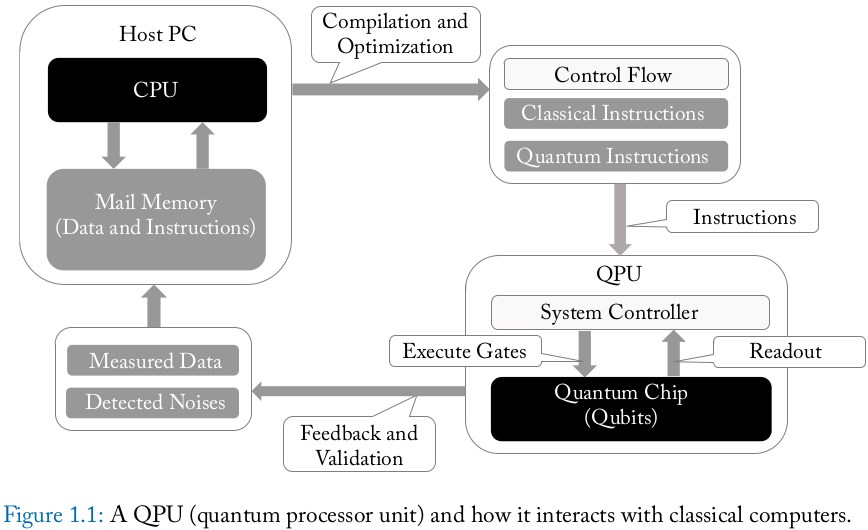 Host PC
CPU
Mail Memory
(Data and Instructions)
Compilation and
Optimization
Control Flow
Classical Instructions
Quantum Instructions
Instructions
QPU
System Controller
Execute Gates
Readout
Quantum Chip
(Qubits)
Measured Data
Detected Noises
Feedback and
Validation
Figure 1.1: A QPU (quantum processor unit) and how it interacts with classical computers.